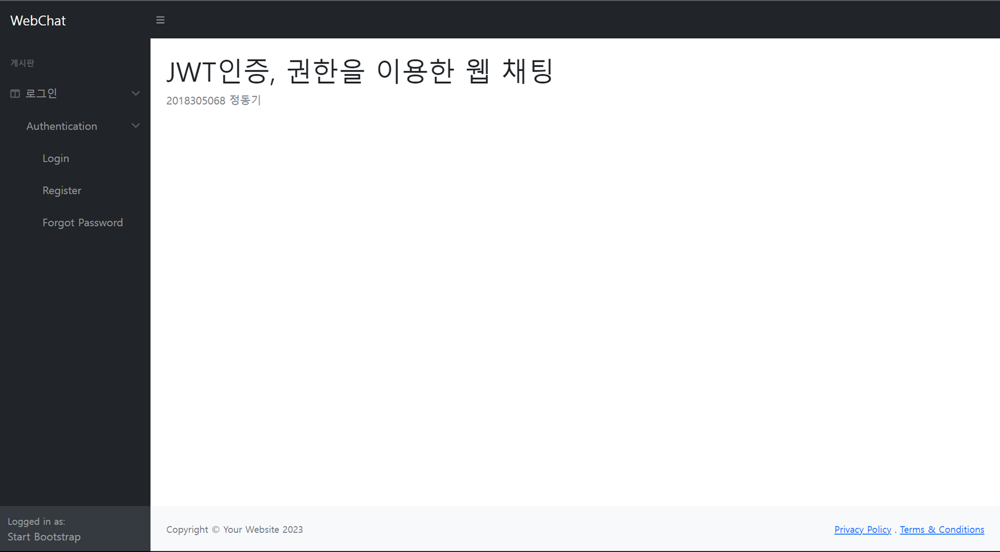 WebChat
게시판
로그인
Authentication
Login
Register
Forgot Password
Logged in as:
Start Bootstrap
JWT인증, 권한을 이용한 웹 채팅
2018305068 정동기
Copyright © Your Website 2023
Privacy Policy . Terms & Conditions